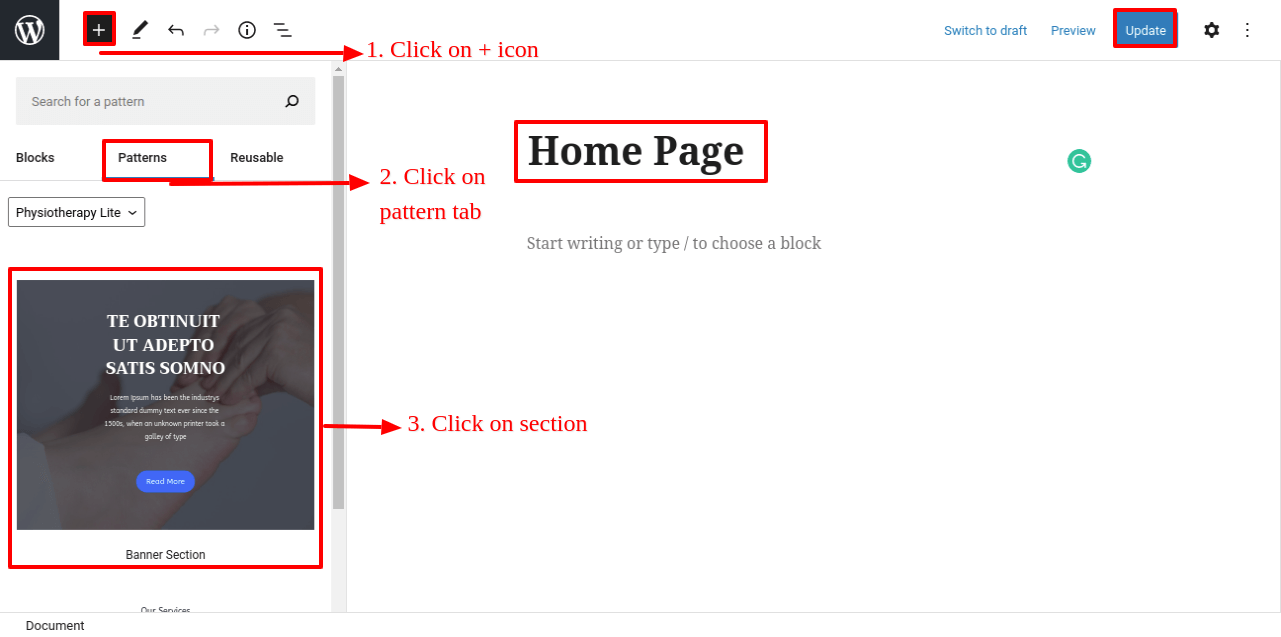 Switch to draft
Preview
Update
1. Click on + icon
Search for a pattern
Blocks
Patterns
Reusable
2. Click on
pattern tab
Physiotherapy Lite
Home Page
Start writing or type / to choose a block
TE OBTINUIT
UT ADEPTO
SATIS SOMNO
Lorem Ipsum has been the industrys
standard dummy text ever since the
1500s, when an unknown printer took a
galley of type
Read More
3. Click on section
Banner Section
Our Services
Document